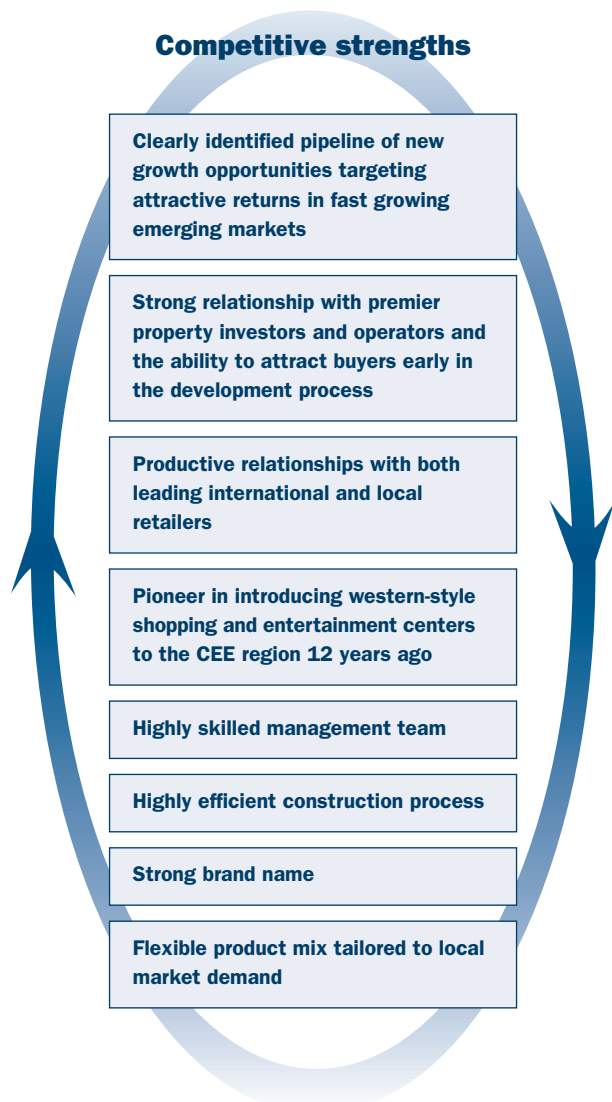 Competitive strengths
Clearly identified pipeline of new
growth opportunities targeting
attractive returns in fast growing
emerging markets
Strong relationship with premier
property investors and operators and
the ability to attract buyers early in
the development process
Productive relationships with both
leading international and local
retailers
Pioneer in introducing western-style
shopping and entertainment centers
to the CEE region 12 years ago
Highly skilled management team
Highly efficient construction process
Strong brand name
Flexible product mix tailored to local
market demand